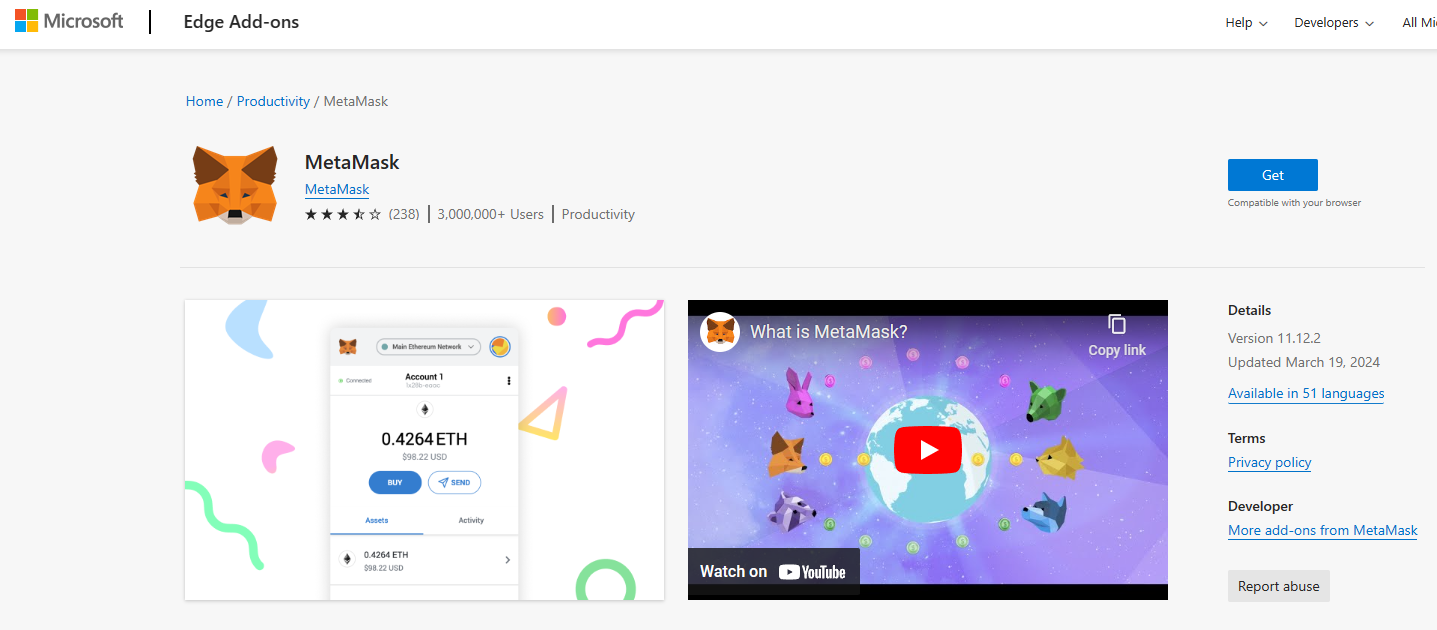 Microsoft
Edge Add-ons
Help
Developers
All Mi
Home / Productivity / MetaMask
MetaMask
MetaMask
(238)
3,000,000+ Users
Productivity
Get
Compatible with your browser
Main Ethereum Network
Connected
Account 1
0.4264 ETH
$98.22 USD
BUY
SEND
Assets
Activity
0.4264 ETH
$98.22 USD
What is MetaMask?
Copy link
Watch on YouTube
Details
Version 11.12.2
Updated March 19, 2024
Available in 51 languages
Terms
Privacy policy
Developer
More add-ons from MetaMask
Report abuse